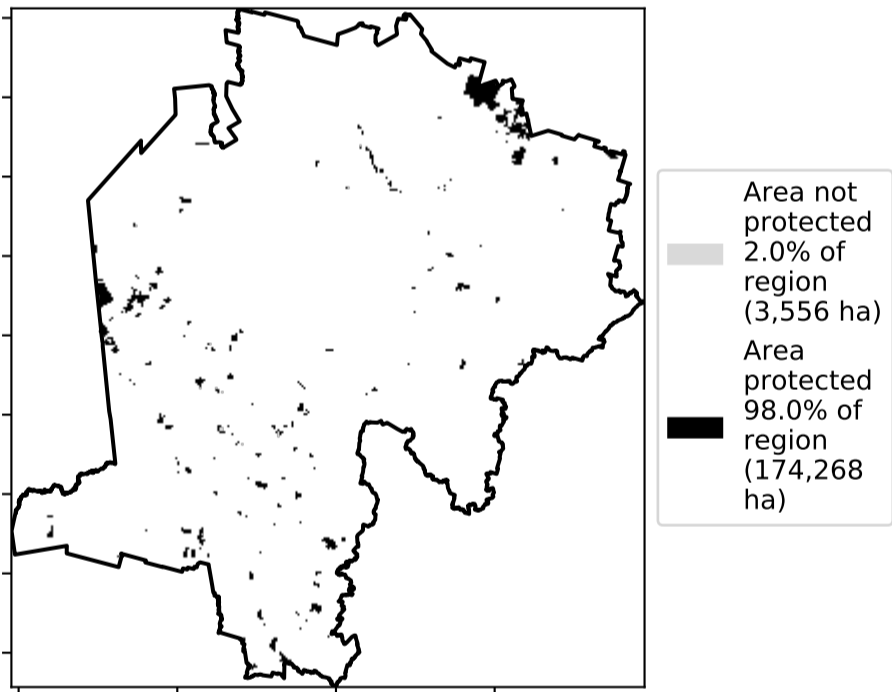 Area not
protected
2.0% of
region
(3,556 ha)
Area
protected
98.0% of
region
(174,268
ha)